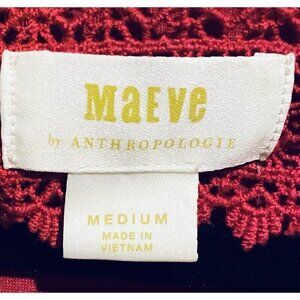 MaEVe
by ANTHROPOLOGIE
MEDIUM
MADE IN
VIETNAM